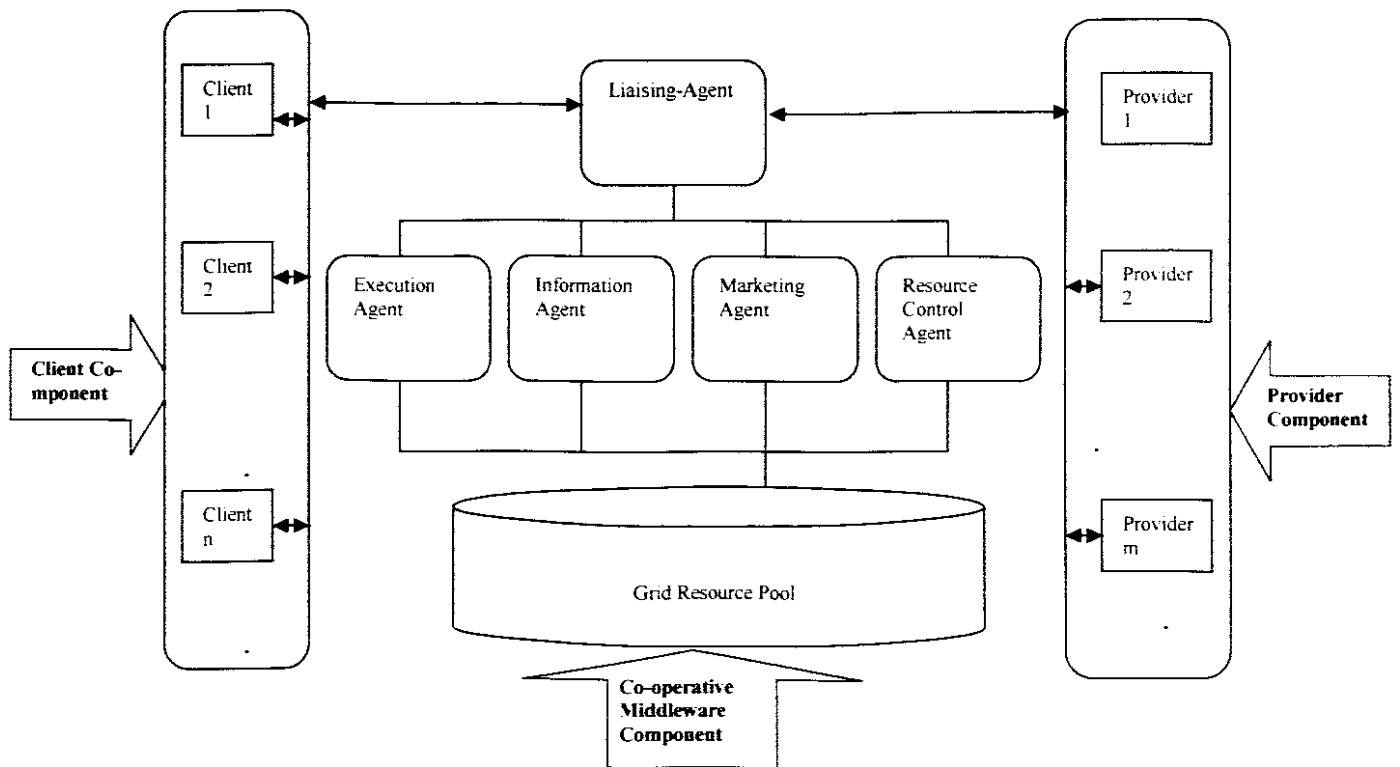 Client
1
Liaising-Agent
Provider
1
Client
2
Execution
Agent
Information
Agent
Marketing
Agent
Resource
Control
Agent
Provider
2
Client Co-
mponent
Provider
Component
Client
n
Provider
m
Grid Resource Pool
Co-operative
Middleware
Component